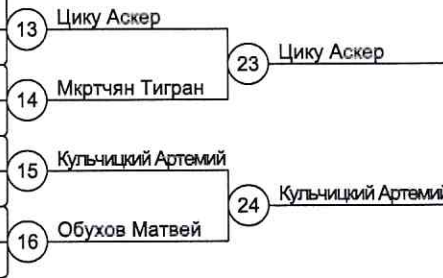 13 Цику Аскер
23 Цику Аскер
14 Мкртчян Тигран
15 Кульчицкий Артемий
24 Кульчицкий Артемий
16 Обухов Матвей